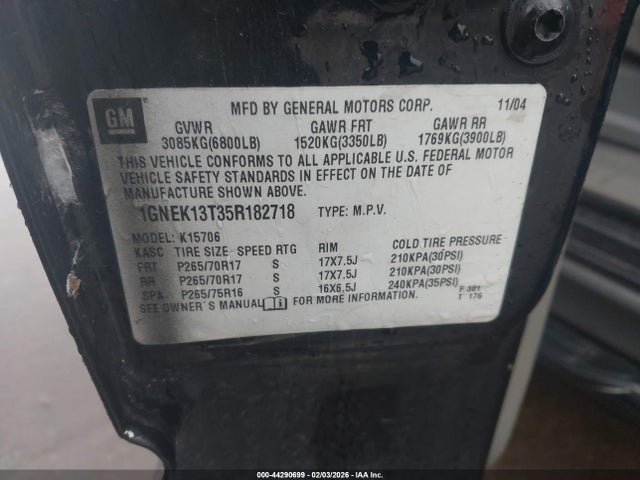 GM
MFD BY GENERAL MOTORS CORP. 11/04
GVWR GAWR FRT GAWR RR
3085KG(6800LB) 1520KG(3350LB) 1769KG(3900LB)
THIS VEHICLE CONFORMS TO ALL APPLICABLE U.S. FEDERAL MOTOR
VEHICLE SAFETY STANDARDS IN EFFECT ON THE DATE OF
MANUFACTURE SHOWN ABOVE.
1GNEK13T35R182718 TYPE: M.P.V.
MODEL: K15706
KASC TIRE SIZE SPEED RTG RIM COLD TIRE PRESSURE
FRT P265/70R17 S 17X7.5J 210KPA(30PSI)
RR P265/70R17 S 17X7.5J 210KPA(30PSI)
SPA P265/75R16 S 16X6.5J 240KPA(35PSI)
SEE OWNER'S MANUAL FOR MORE INFORMATION.
F 301
T 176
000-44290699 - 02/03/2026 - IAA Inc.